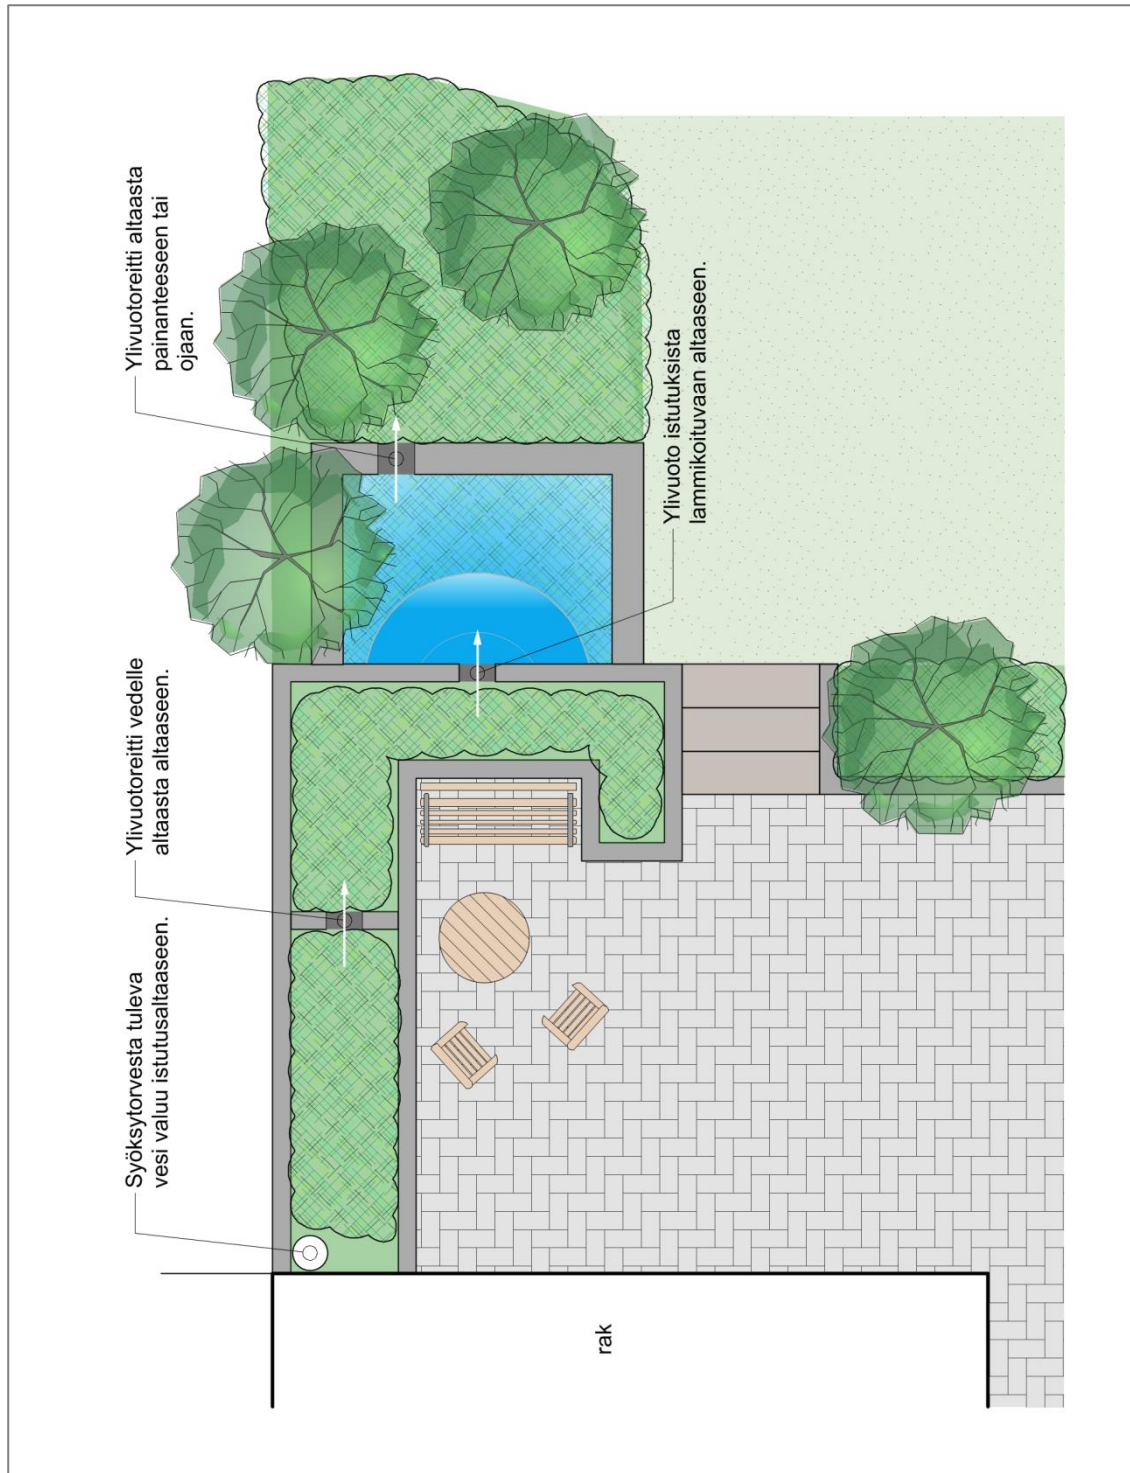 Syöksytorvesta tuleva
vesi valuu istutusaltaaseen.
Ylivuotoreitti vedelle
altaasta altaaseen.
Ylivuotoreitti altaasta
painanteeseen tai
ojaan.
Ylivuoto istutuksista
lammikoituvaan altaaseen.
rak